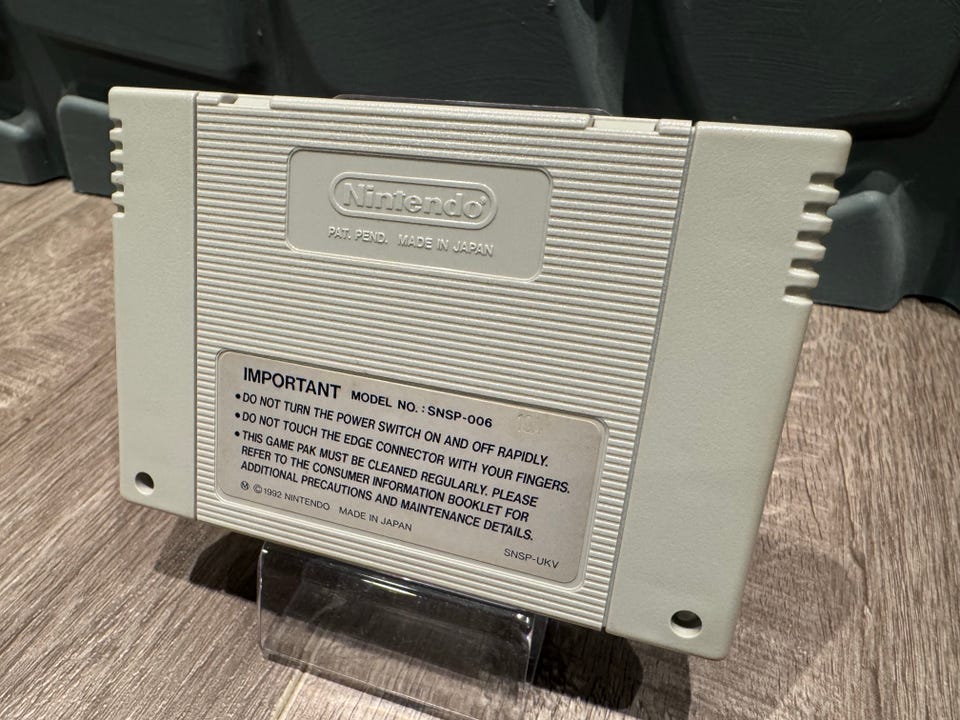 Nintendo®
PAT. PEND. MADE IN JAPAN
IMPORTANT MODEL NO. : SNSP-006
• DO NOT TURN THE POWER SWITCH ON AND OFF RAPIDLY.
• DO NOT TOUCH THE EDGE CONNECTOR WITH YOUR FINGERS.
• THIS GAME PAK MUST BE CLEANED REGULARLY. PLEASE
REFER TO THE CONSUMER INFORMATION BOOKLET FOR
ADDITIONAL PRECAUTIONS AND MAINTENANCE DETAILS.
Ⓜ ©1992 NINTENDO MADE IN JAPAN
SNSP-UKV